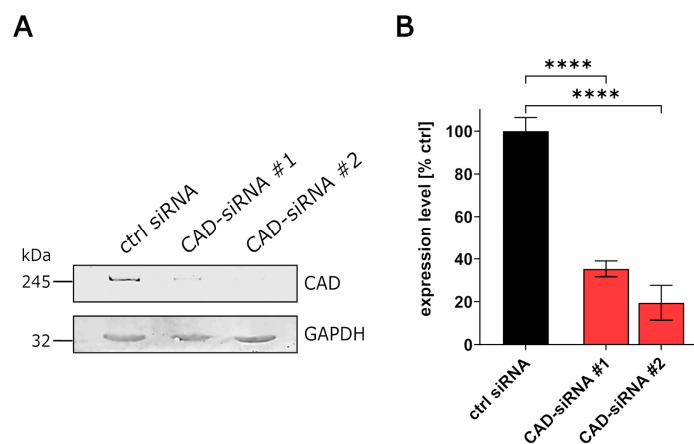 A
ctrl siRNA
CAD-siRNA #1
CAD-siRNA #2
kDa
245
CAD
32
GAPDH
B
****
****
expression level [% ctrl]
100
80
60
40
20
0
ctrl siRNA
CAD-siRNA #1
CAD-siRNA #2